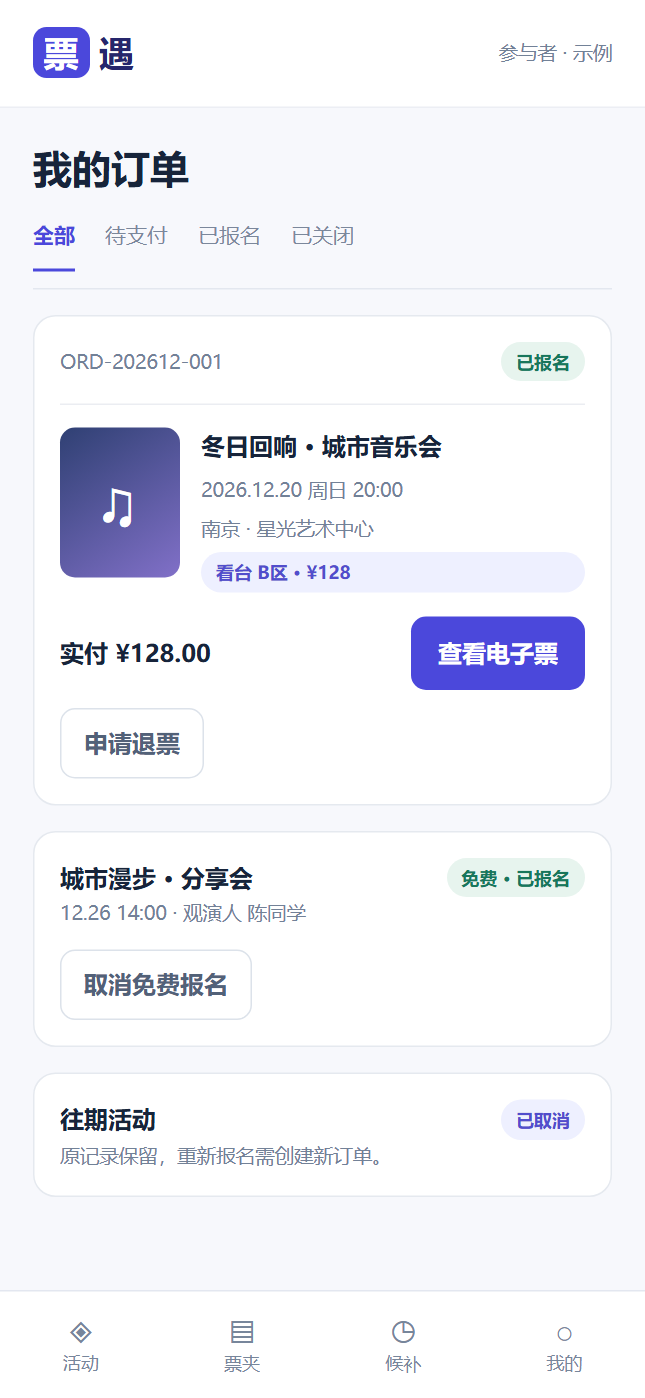 票 遇
参与者 · 示例
我的订单
全部 待支付 已报名 已关闭
ORD-202612-001
已报名
冬日回响 · 城市音乐会
2026.12.20 周日 20:00
南京 · 星光艺术中心
看台 B区 · ¥128
实付 ¥128.00
查看电子票
申请退票
城市漫步 · 分享会
免费 · 已报名
12.26 14:00 · 观演人 陈同学
取消免费报名
往期活动
已取消
原记录保留，重新报名需创建新订单。
活动 票夹 候补 我的